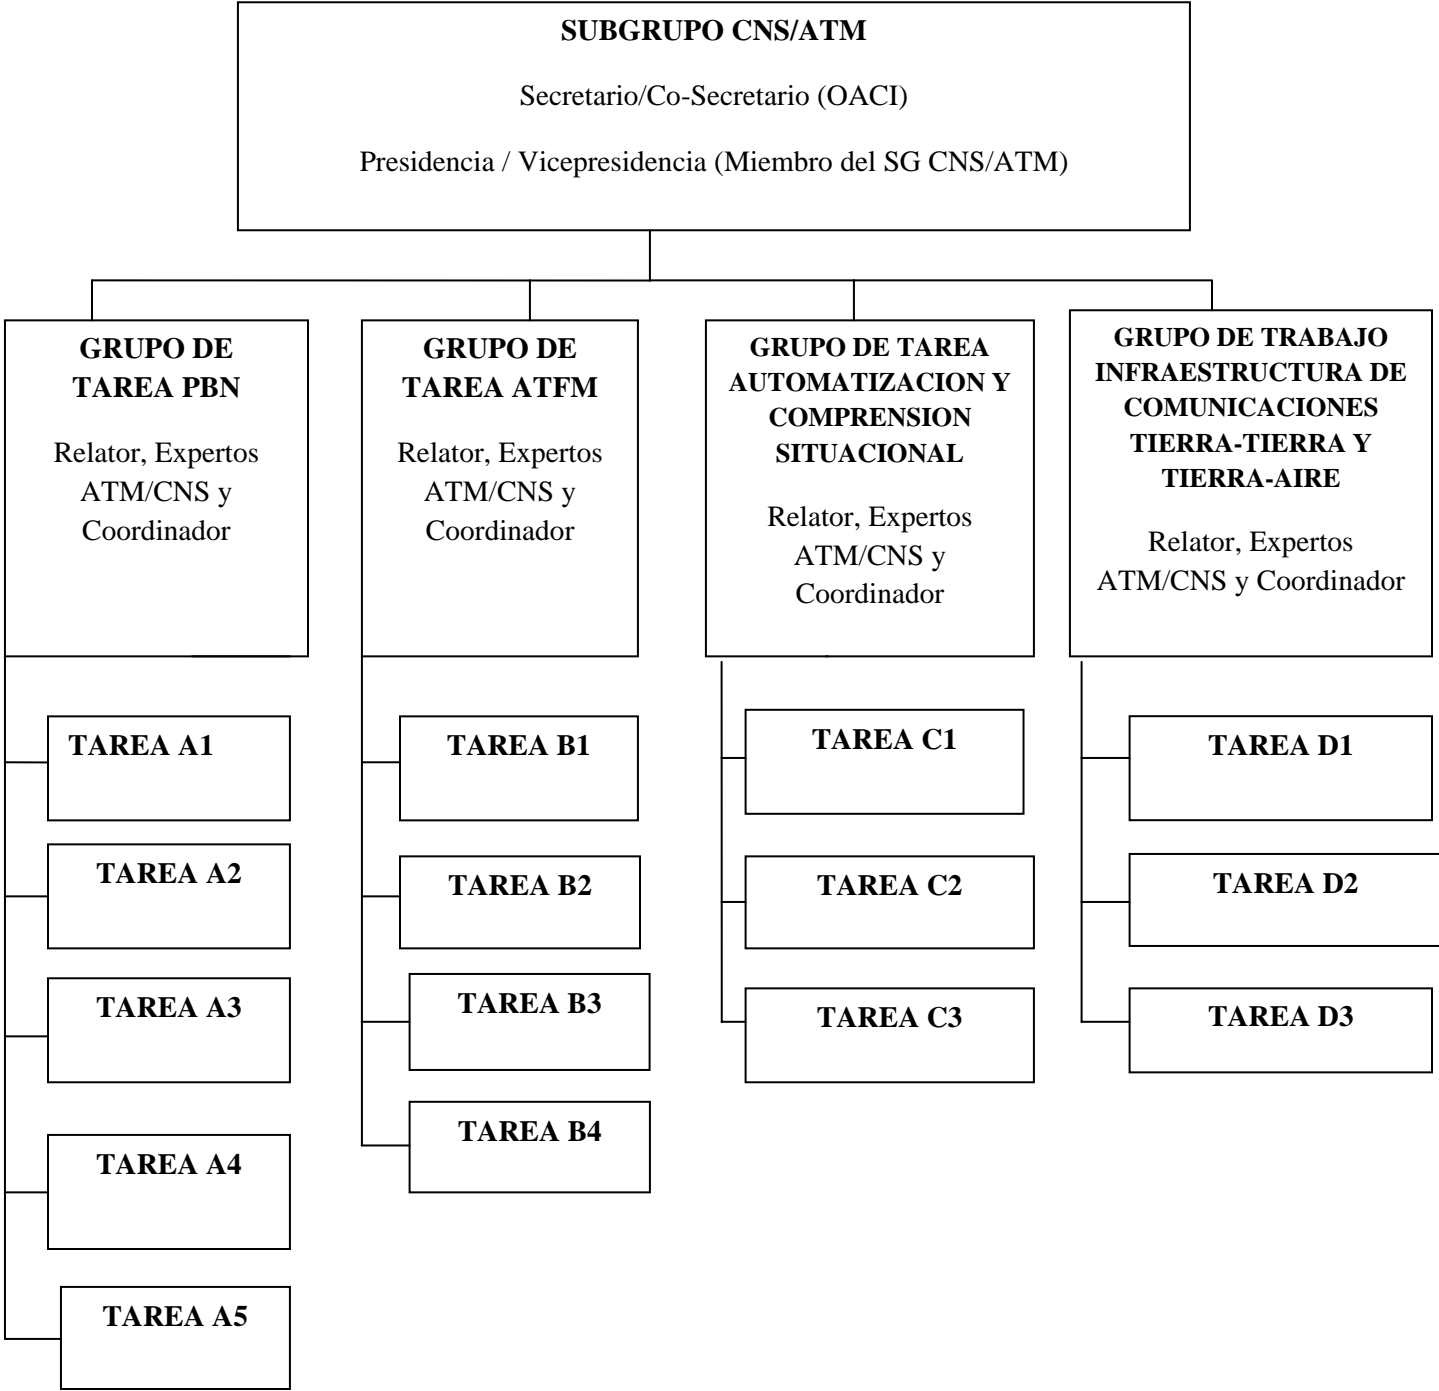 SUBGRUPO CNS/ATM
Secretario/Co-Secretario (OACI)
Presidencia / Vicepresidencia (Miembro del SG CNS/ATM)
GRUPO DE
TAREA PBN
Relator, Expertos
ATM/CNS y
Coordinador
GRUPO DE
TAREA ATFM
Relator, Expertos
ATM/CNS y
Coordinador
GRUPO DE TAREA
AUTOMATIZACION Y
COMPRENSION
SITUACIONAL
Relator, Expertos
ATM/CNS y
Coordinador
GRUPO DE TRABAJO
INFRAESTRUCTURA DE
COMUNICACIONES
TIERRA-TIERRA Y
TIERRA-AIRE
Relator, Expertos
ATM/CNS y Coordinador
TAREA A1
TAREA A2
TAREA A3
TAREA A4
TAREA A5
TAREA B1
TAREA B2
TAREA B3
TAREA B4
TAREA C1
TAREA C2
TAREA C3
TAREA D1
TAREA D2
TAREA D3